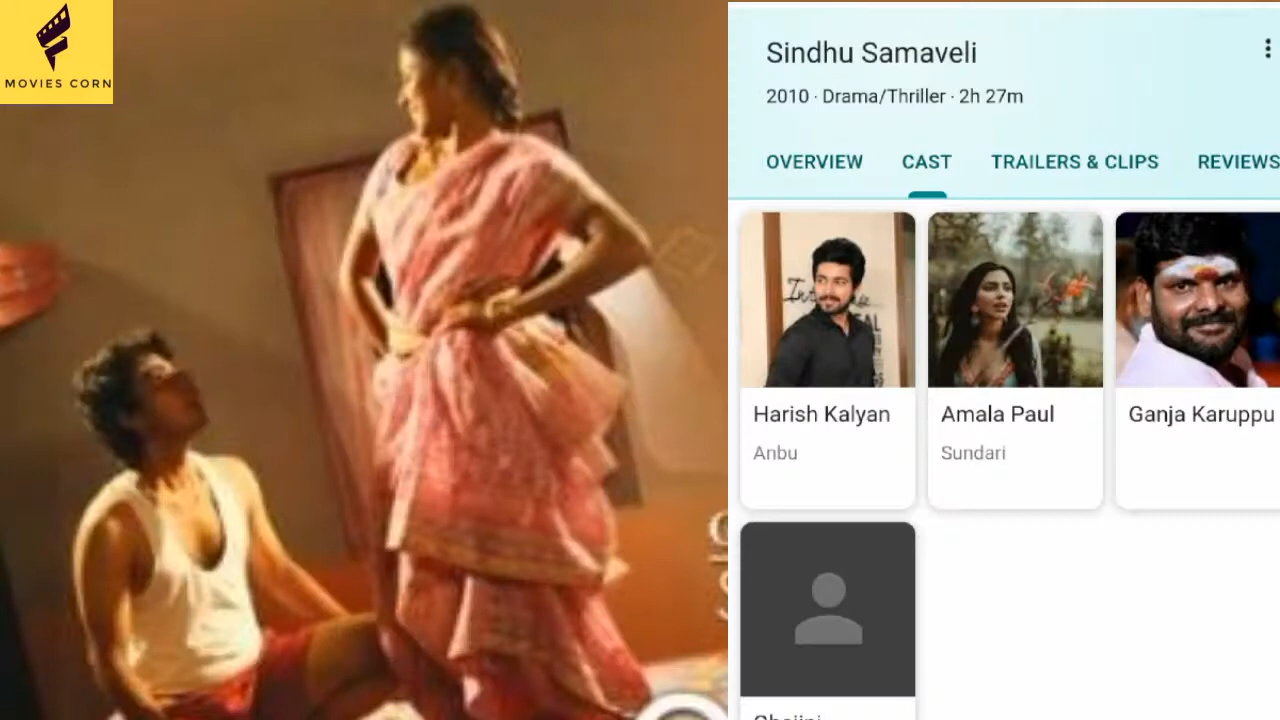 MOVIES CORN
Sindhu Samaveli
2010 · Drama/Thriller · 2h 27m
OVERVIEW CAST TRAILERS & CLIPS REVIEWS
Harish Kalyan
Anbu
Amala Paul
Sundari
Ganja Karuppu